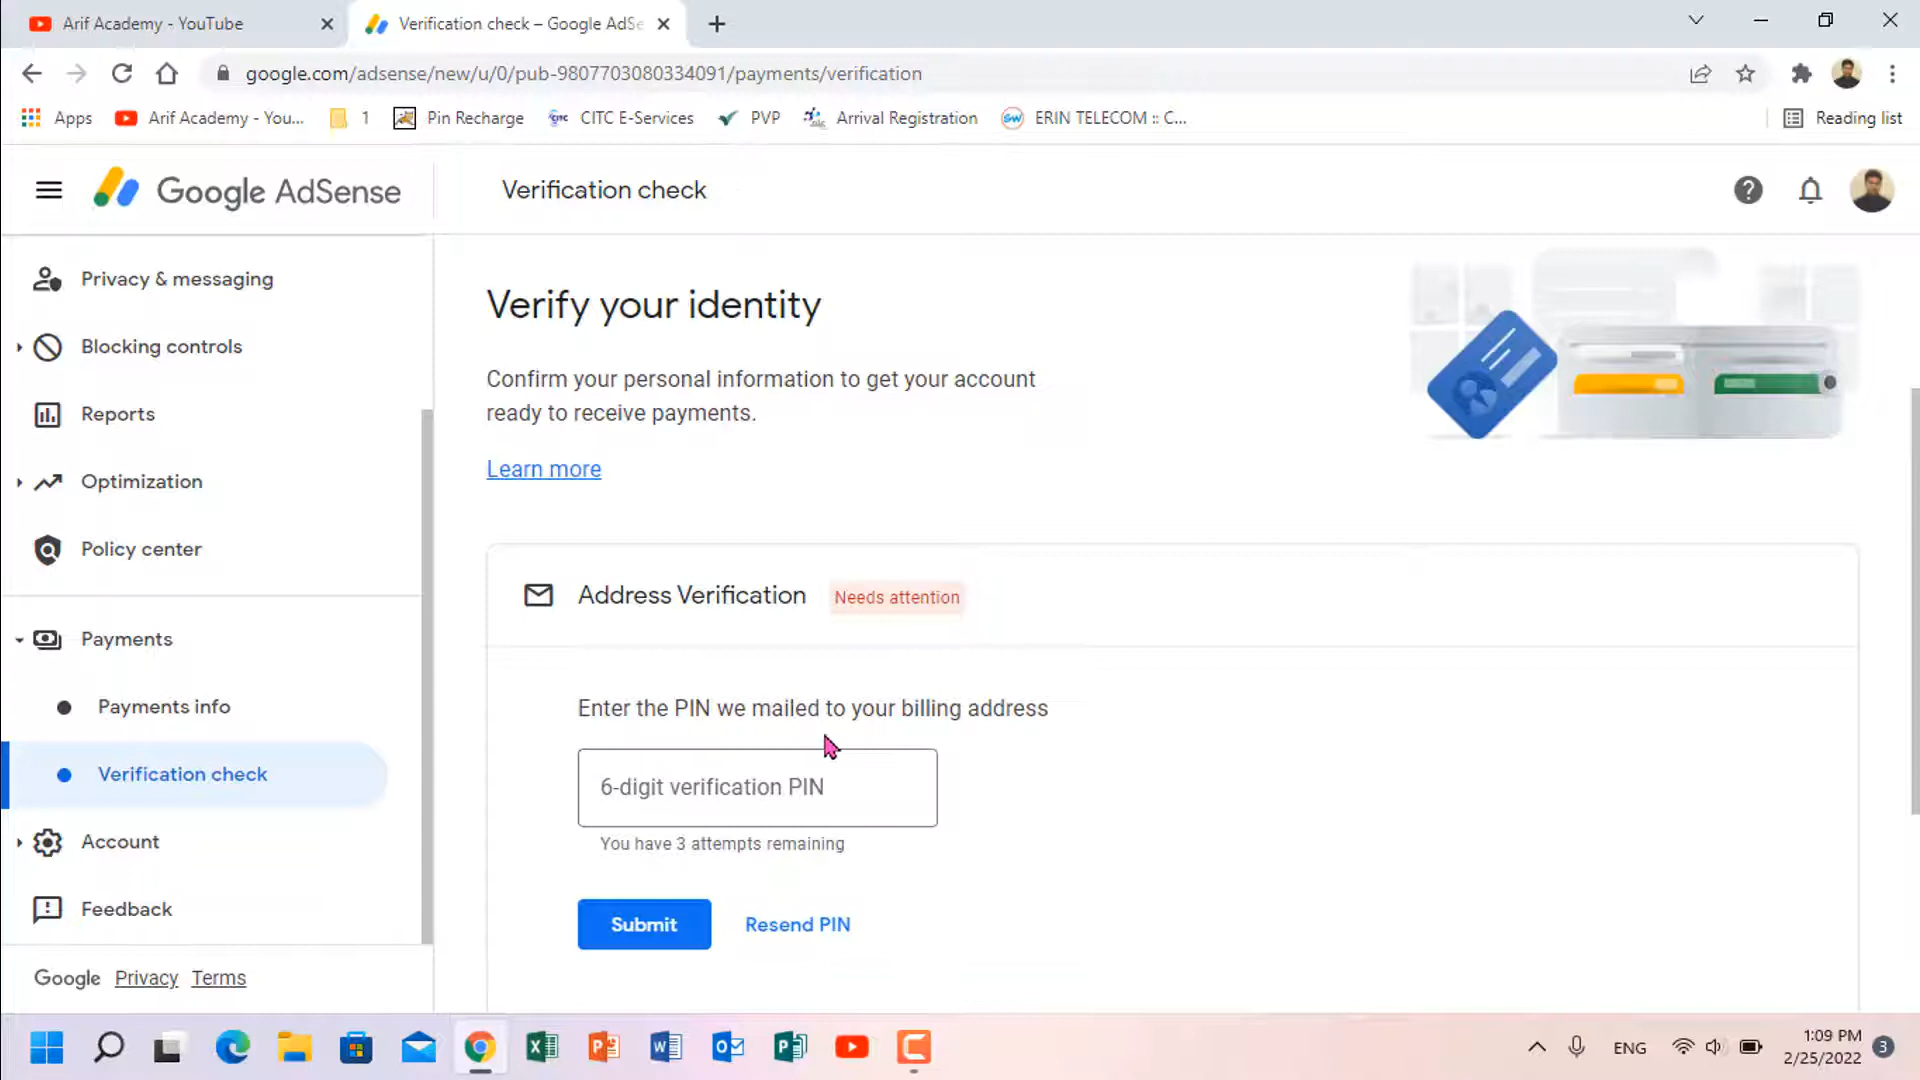 Arif Academy - YouTube
Verification check – Google AdSe
google.com/adsense/new/u/0/pub-9807703080334091/payments/verification
Apps
Arif Academy - You...
1
Pin Recharge
CITC E-Services
PVP
Arrival Registration
ERIN TELECOM :: C...
Reading list
Google AdSense
Verification check
Privacy & messaging
Blocking controls
Reports
Optimization
Policy center
Payments
Payments info
Verification check
Account
Feedback
Google Privacy Terms
Verify your identity
Confirm your personal information to get your account
ready to receive payments.
Learn more
Address Verification
Needs attention
Enter the PIN we mailed to your billing address
6-digit verification PIN
You have 3 attempts remaining
Submit
Resend PIN
ENG
1:09 PM
2/25/2022
3